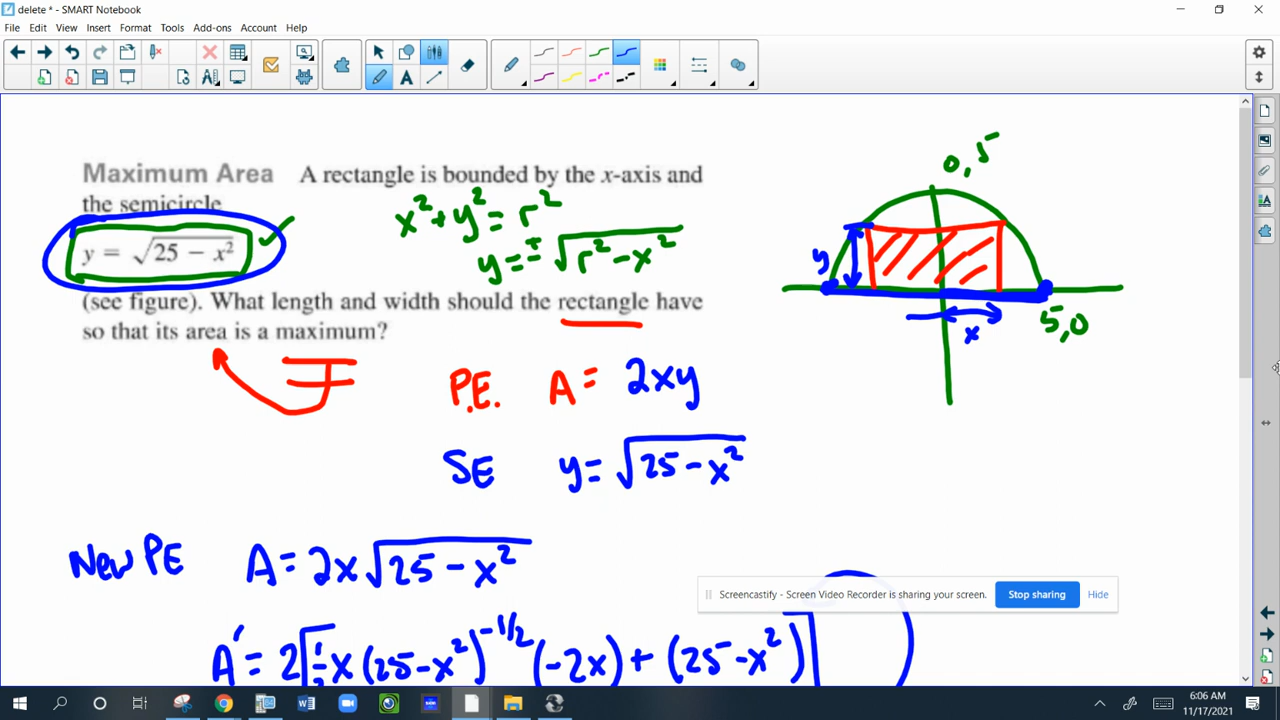 delete * - SMART Notebook
File Edit View Insert Format Tools Add-ons Account Help
Maximum Area A rectangle is bounded by the x-axis and
the semicircle
y = √25 − x²
(see figure). What length and width should the rectangle have
so that its area is a maximum?
x² + y² = r²
y = ± √r² − x²
0,5
y
x
5,0
P.E. A = 2xy
SE y = √25 − x²
New PE A = 2x √25 − x²
A' = 2[½x (25 − x²)^-1/2 (−2x) + (25 − x²)
Screencastify - Screen Video Recorder is sharing your screen. Stop sharing Hide
6:06 AM
11/17/2021